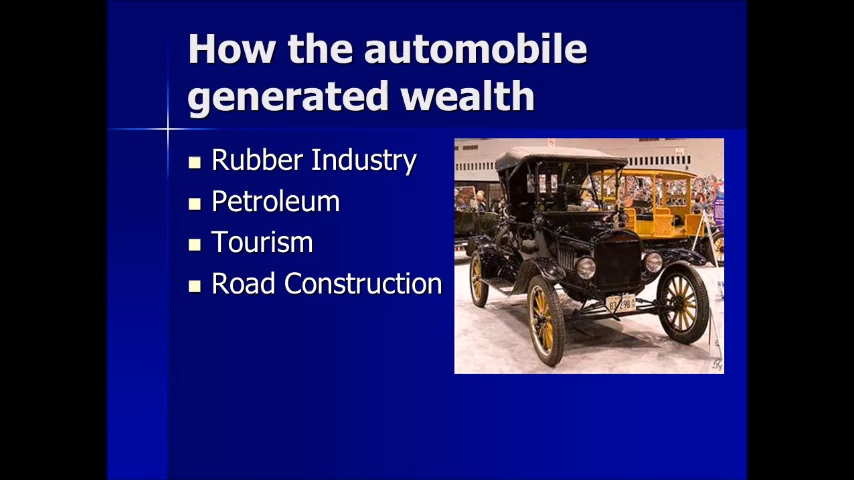 How the automobile
generated wealth
Rubber Industry
Petroleum
Tourism
Road Construction